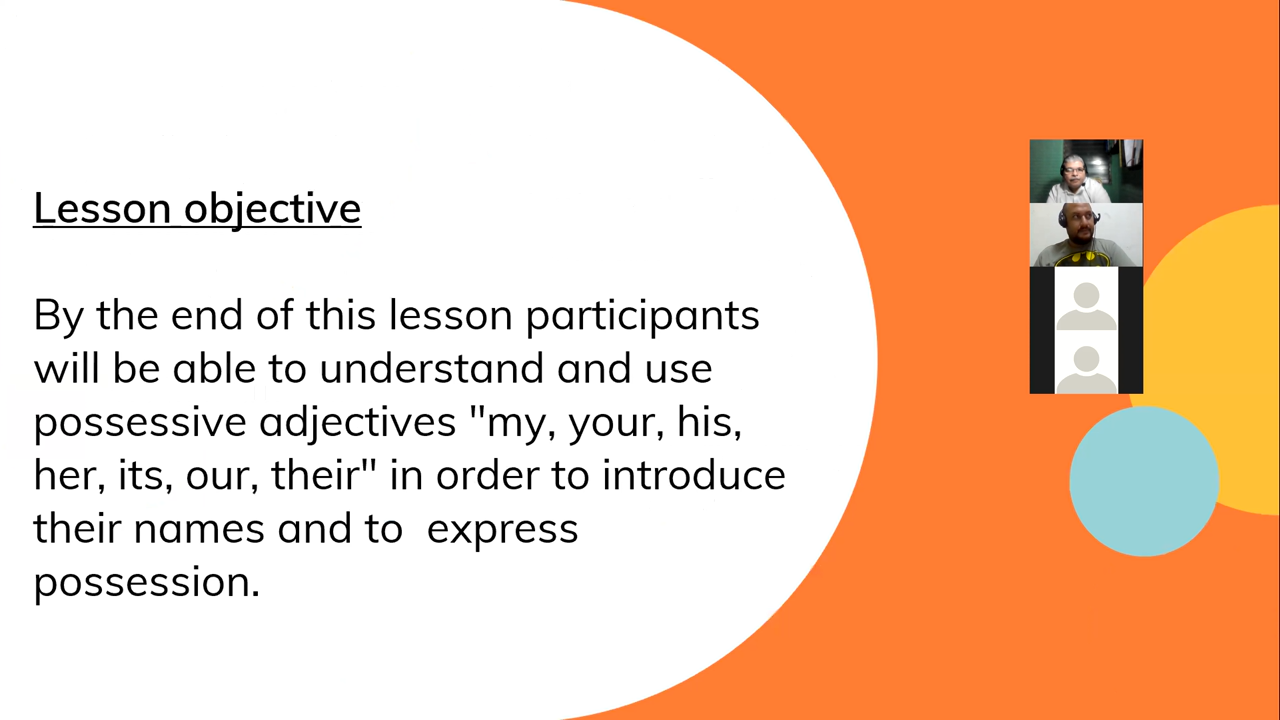 Lesson objective
By the end of this lesson participants
will be able to understand and use
possessive adjectives "my, your, his,
her, its, our, their" in order to introduce
their names and to  express
possession.